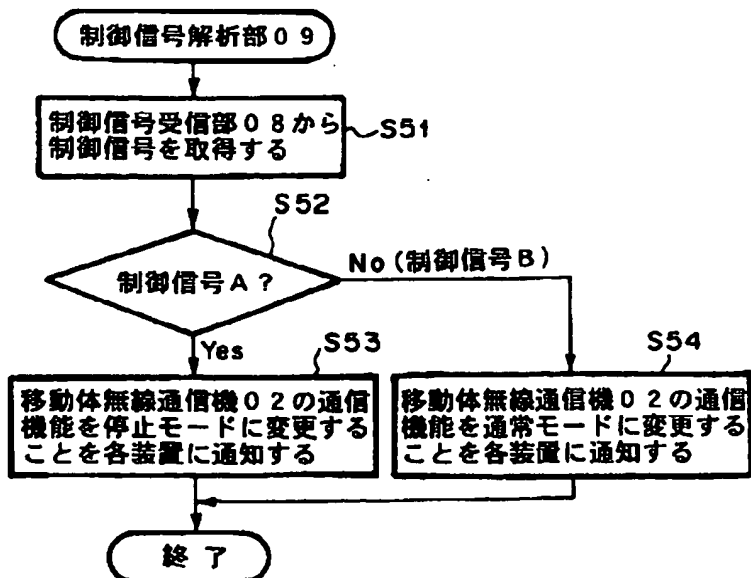 制御信号解析部09
制御信号受信部08から
制御信号を取得する
S51
S52
制御信号A?
No(制御信号B)
Yes
S53
移動体無線通信機02の通信
機能を停止モードに変更する
ことを各装置に通知する
S54
移動体無線通信機02の通信
機能を通常モードに変更する
ことを各装置に通知する
終了